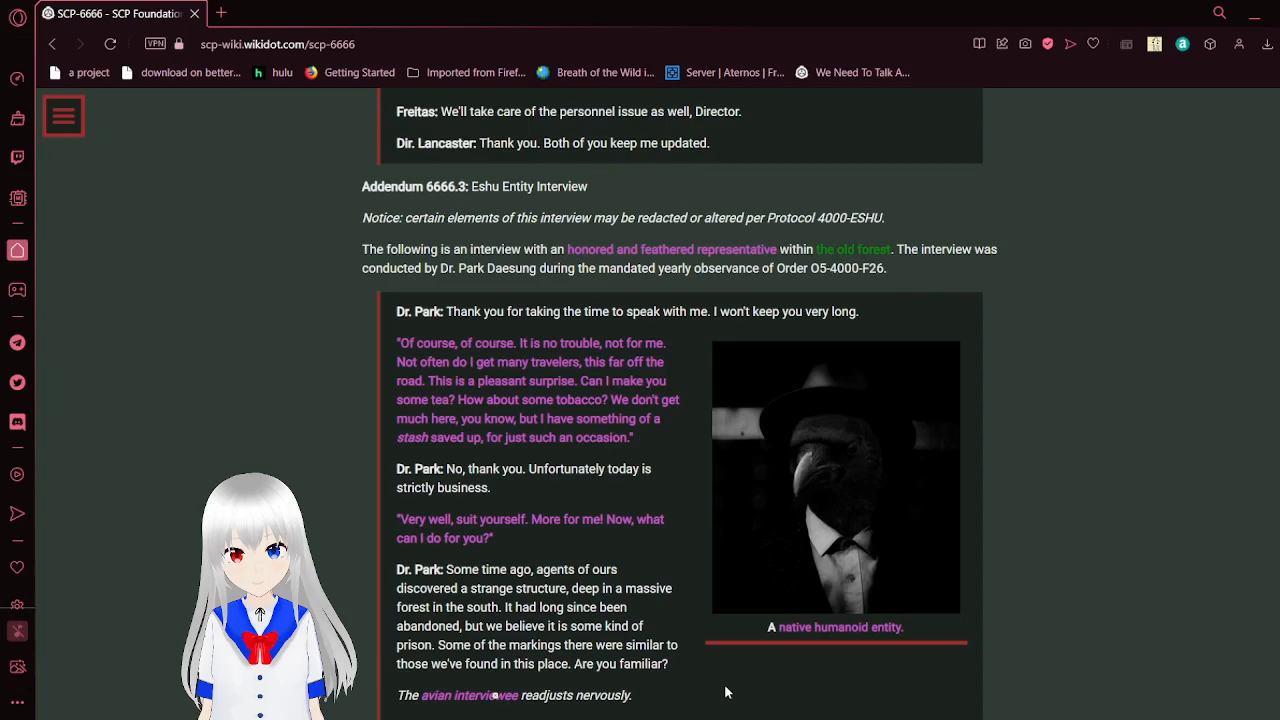 SCP-6666 - SCP Foundatio
scp-wiki.wikidot.com/scp-6666
VPN
a project
download on better...
hulu
Getting Started
Imported from Firef...
Breath of the Wild i...
Server | Aternos | Fr...
We Need To Talk A...
Freitas: We'll take care of the personnel issue as well, Director.
Dir. Lancaster: Thank you. Both of you keep me updated.
Addendum 6666.3: Eshu Entity Interview
Notice: certain elements of this interview may be redacted or altered per Protocol 4000-ESHU.
The following is an interview with an honored and feathered representative within the old forest. The interview was
conducted by Dr. Park Daesung during the mandated yearly observance of Order O5-4000-F26.
Dr. Park: Thank you for taking the time to speak with me. I won't keep you very long.
"Of course, of course. It is no trouble, not for me.
Not often do I get many travelers, this far off the
road. This is a pleasant surprise. Can I make you
some tea? How about some tobacco? We don't get
much here, you know, but I have something of a
stash saved up, for just such an occasion."
Dr. Park: No, thank you. Unfortunately today is
strictly business.
"Very well, suit yourself. More for me! Now, what
can I do for you?"
Dr. Park: Some time ago, agents of ours
discovered a strange structure, deep in a massive
forest in the south. It had long since been
abandoned, but we believe it is some kind of
prison. Some of the markings there were similar to
those we've found in this place. Are you familiar?
The avian interviewee readjusts nervously.
A native humanoid entity.